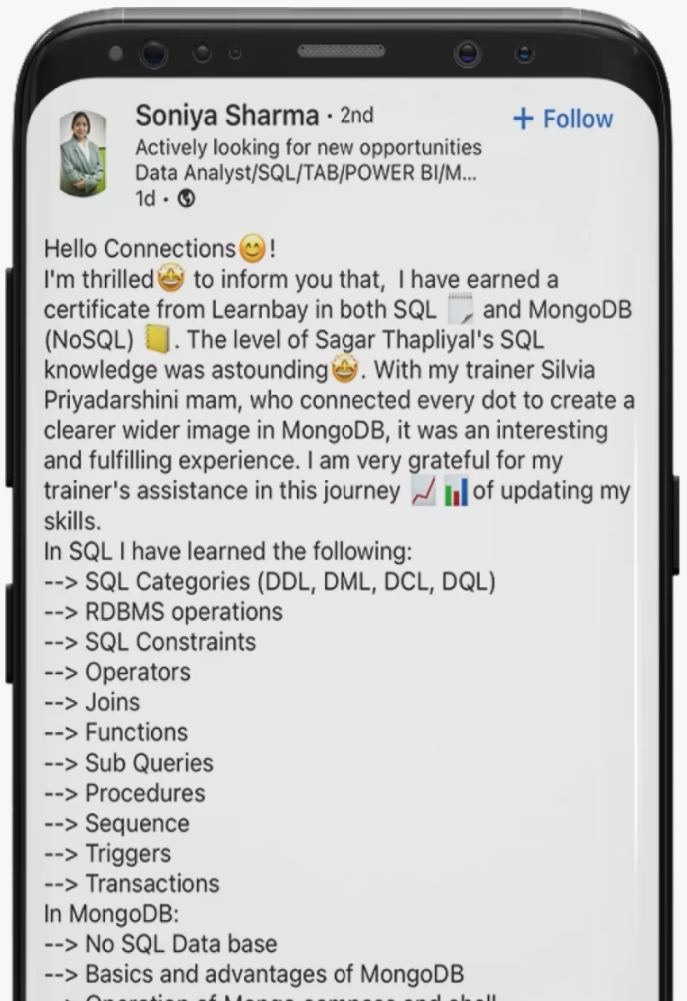 Soniya Sharma · 2nd
+ Follow
Actively looking for new opportunities
Data Analyst/SQL/TAB/POWER BI/M...
1d ·
Hello Connections😊!
I'm thrilled🤩 to inform you that,  I have earned a
certificate from Learnbay in both SQL 🗒️ and MongoDB
(NoSQL) 📒. The level of Sagar Thapliyal's SQL
knowledge was astounding🤩. With my trainer Silvia
Priyadarshini mam, who connected every dot to create a
clearer wider image in MongoDB, it was an interesting
and fulfilling experience. I am very grateful for my
trainer's assistance in this journey 📈 📊of updating my
skills.
In SQL I have learned the following:
--> SQL Categories (DDL, DML, DCL, DQL)
--> RDBMS operations
--> SQL Constraints
--> Operators
--> Joins
--> Functions
--> Sub Queries
--> Procedures
--> Sequence
--> Triggers
--> Transactions
In MongoDB:
--> No SQL Data base
--> Basics and advantages of MongoDB
--> Operation of Mongo compass and shell